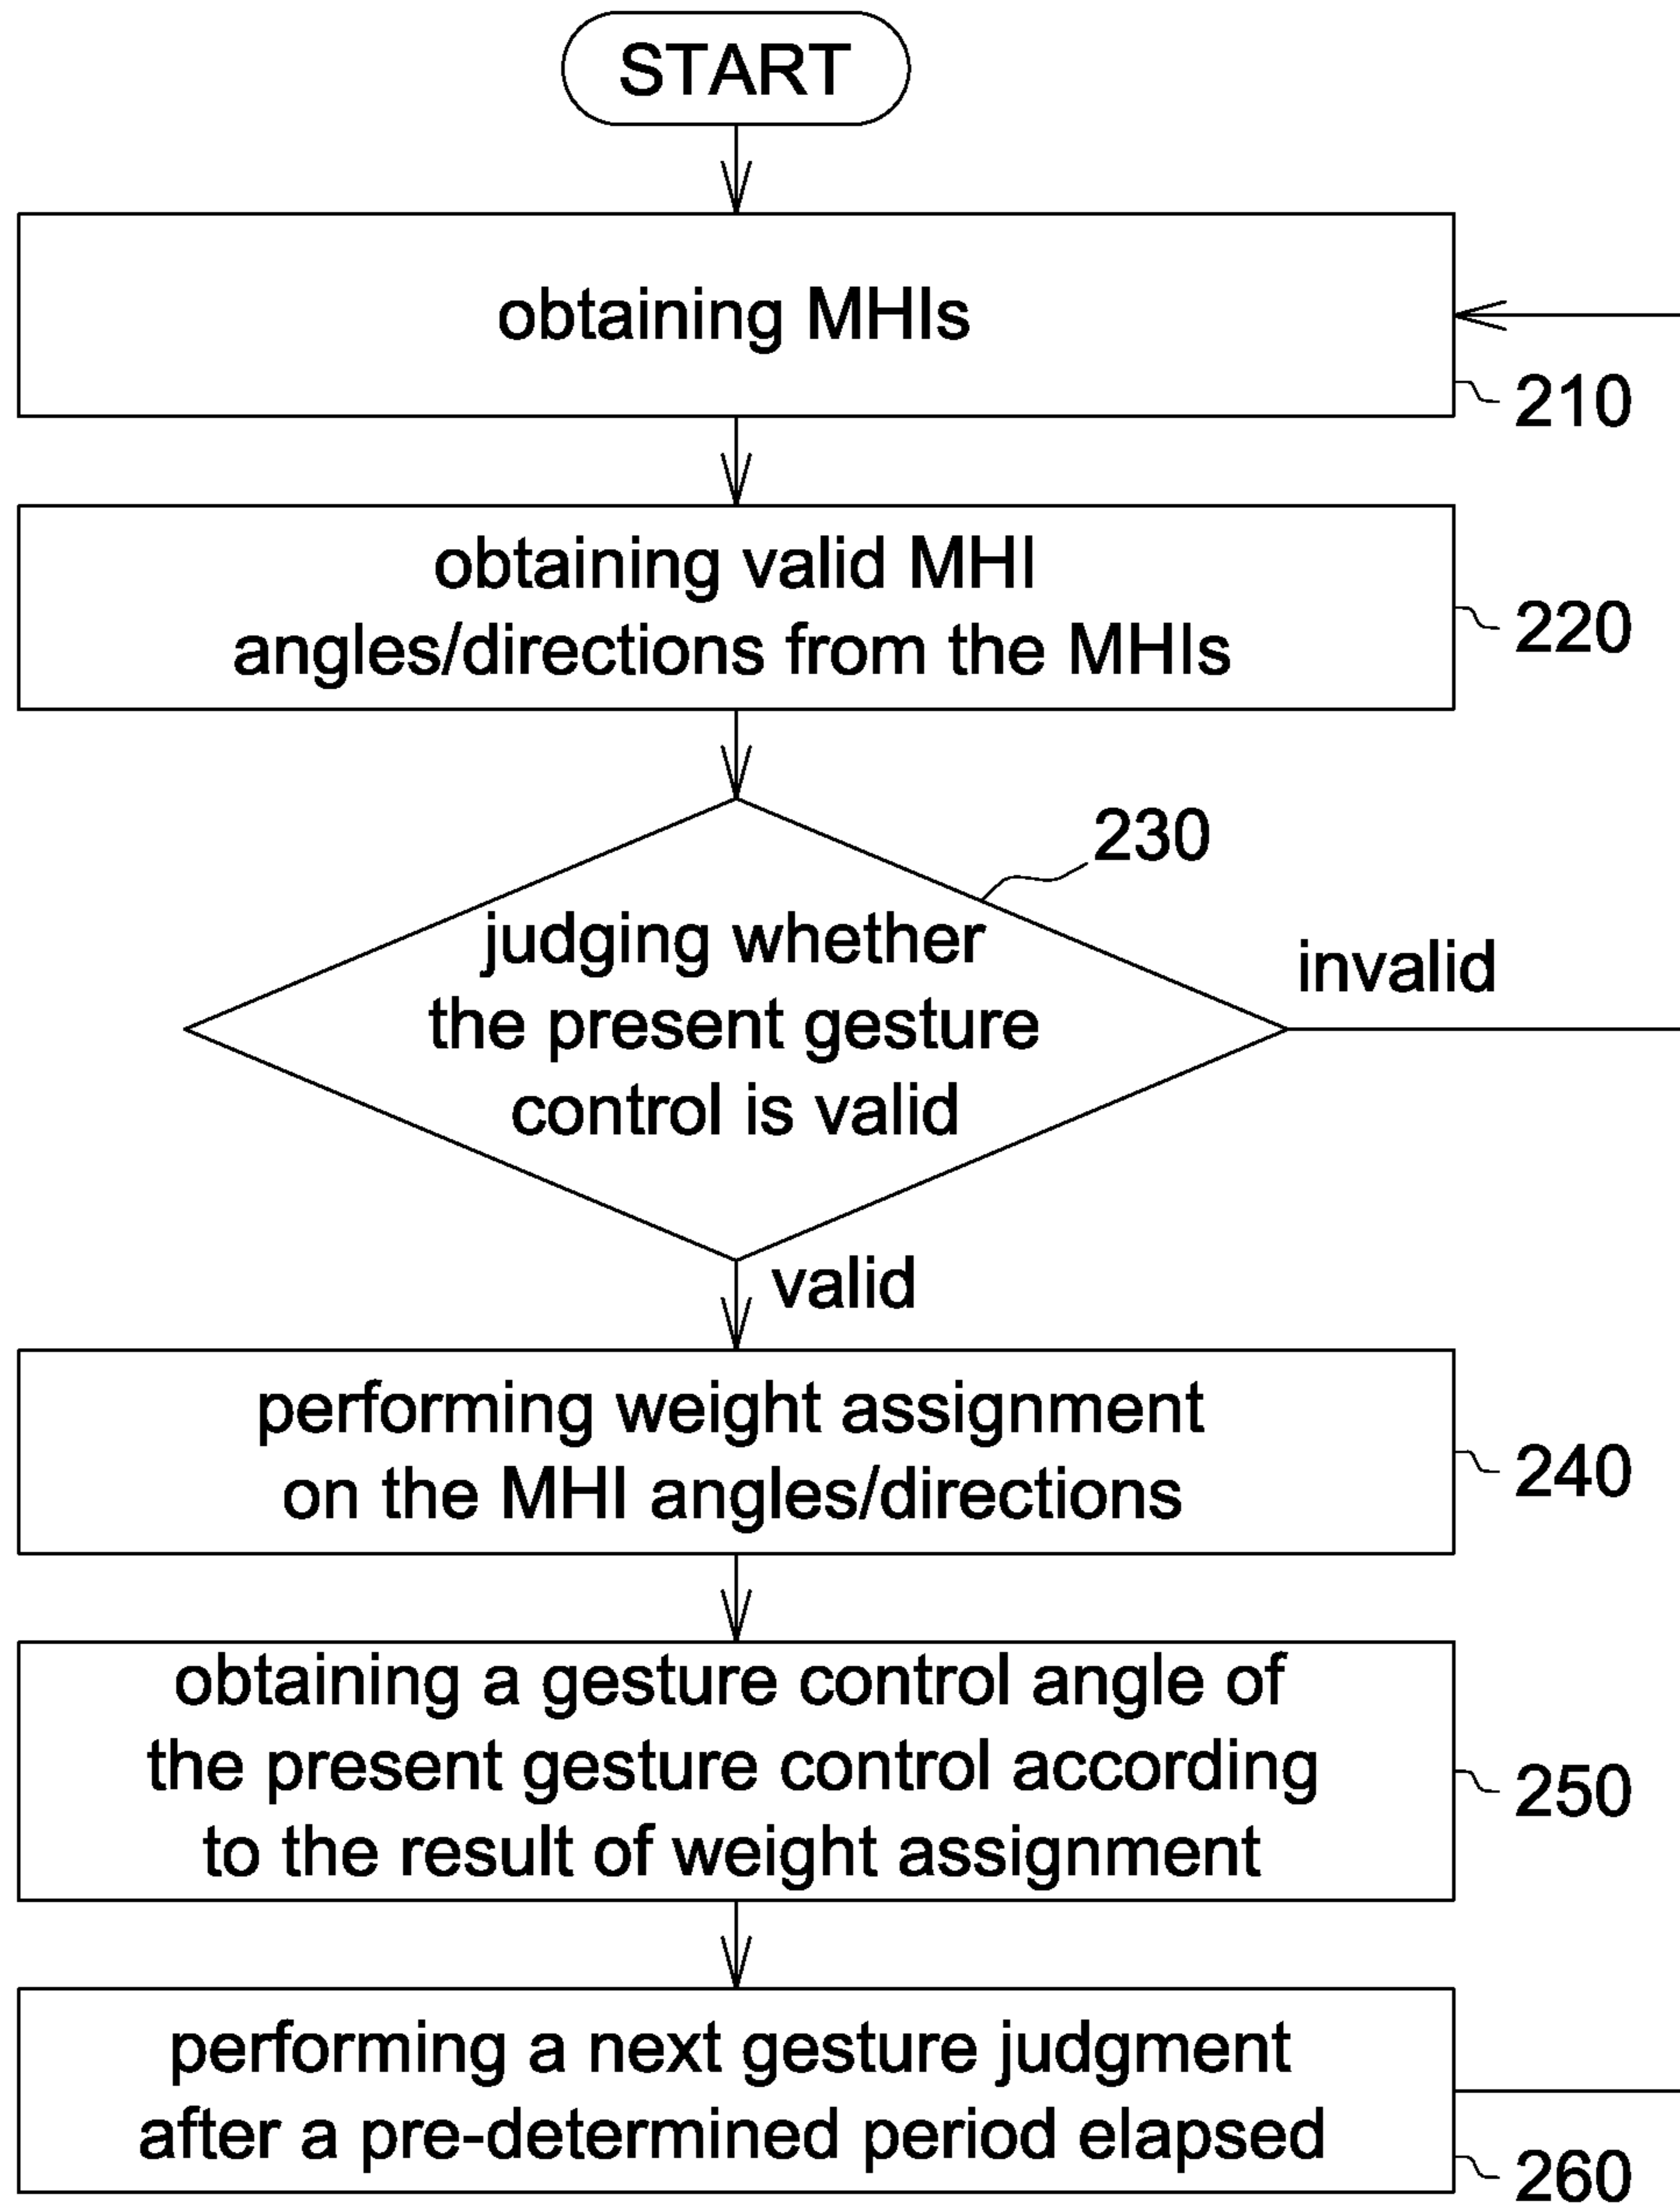 START
obtaining MHIs
210
obtaining valid MHI
angles/directions from the MHIs
220
230
judging whether
the present gesture
control is valid
invalid
valid
performing weight assignment
on the MHI angles/directions
240
obtaining a gesture control angle of
the present gesture control according
to the result of weight assignment
250
performing a next gesture judgment
after a pre-determined period elapsed
260